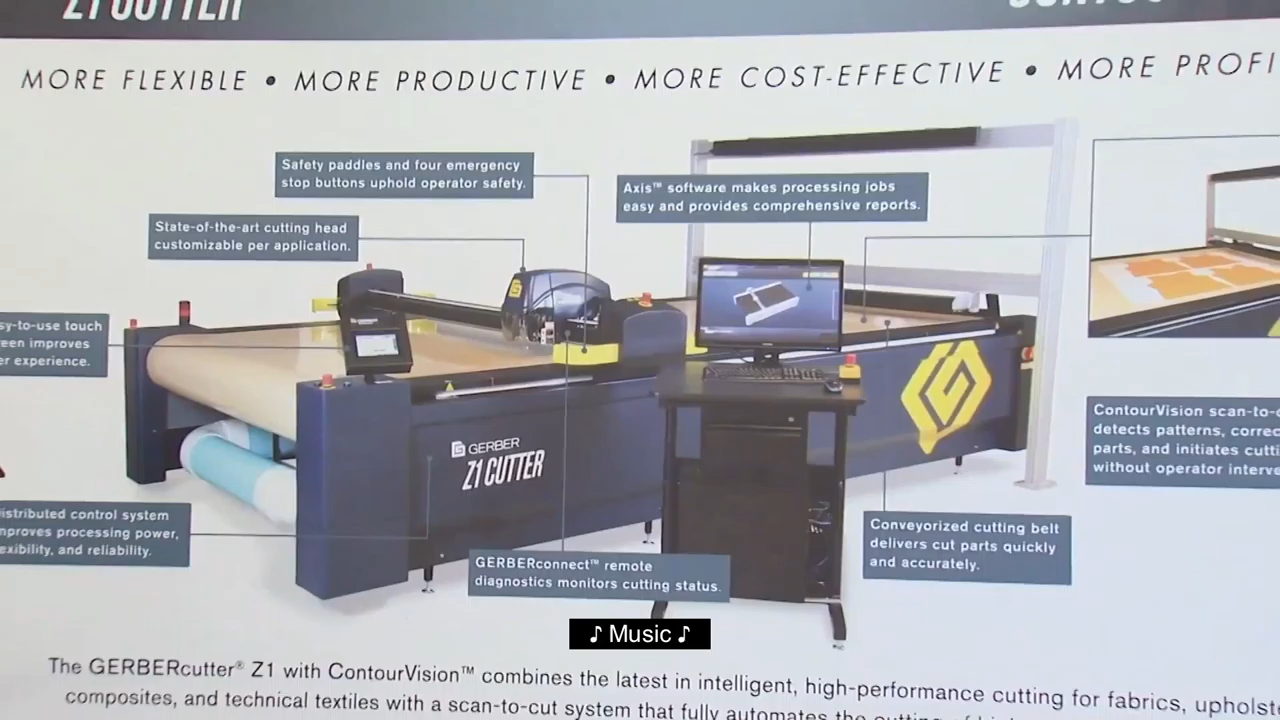 Z1 CUTTER
MORE FLEXIBLE • MORE PRODUCTIVE • MORE COST-EFFECTIVE • MORE PROFI
Safety paddles and four emergency
stop buttons uphold operator safety.
Axis™ software makes processing jobs
easy and provides comprehensive reports.
State-of-the-art cutting head
customizable per application.
sy-to-use touch
een improves
er experience.
ContourVision scan-to-c
detects patterns, correc
parts, and initiates cutti
without operator interve
GERBER
Z1 CUTTER
istributed control system
mproves processing power,
exibility, and reliability.
Conveyorized cutting belt
delivers cut parts quickly
and accurately.
GERBERconnect™ remote
diagnostics monitors cutting status.
♪ Music ♪
The GERBERcutter® Z1 with ContourVision™ combines the latest in intelligent, high-performance cutting for fabrics, upholste
composites, and technical textiles with a scan-to-cut system that fully automates the cutting of